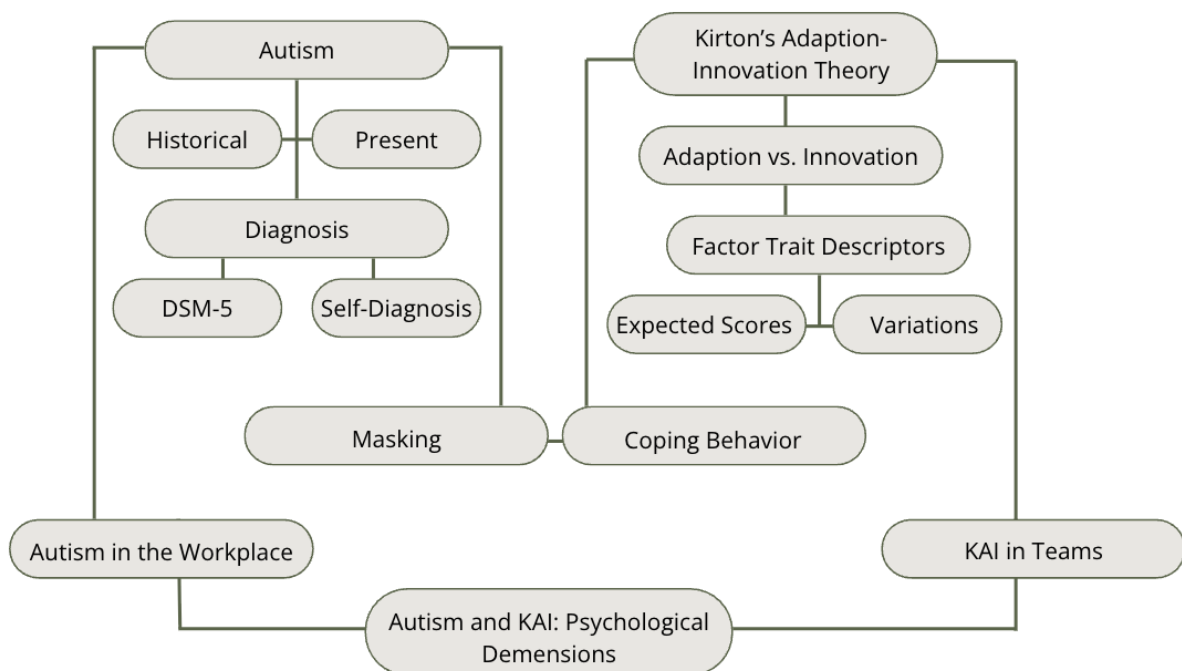 Autism
Kirton’s Adaption-
Innovation Theory
Historical
Present
Adaption vs. Innovation
Diagnosis
Factor Trait Descriptors
DSM-5
Self-Diagnosis
Expected Scores
Variations
Masking
Coping Behavior
Autism in the Workplace
KAI in Teams
Autism and KAI: Psychological
Demensions